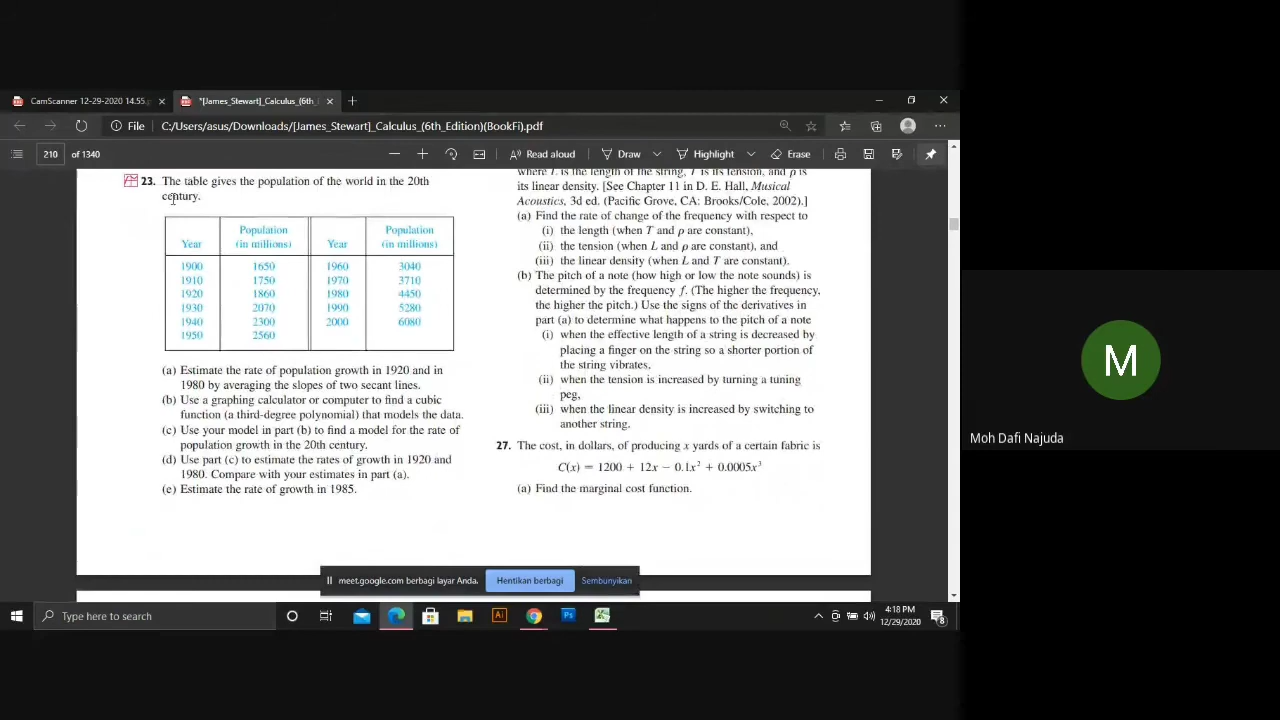 CamScanner 12-29-2020 14.55.
*[James_Stewart]_Calculus_(6th_E
File C:/Users/asus/Downloads/[James_Stewart]_Calculus_(6th_Edition)(BookFi).pdf
210 of 1340
Read aloud
Draw
Highlight
Erase
23. The table gives the population of the world in the 20th
century.
Year Population (in millions) Year Population (in millions)
1900 1650 1960 3040
1910 1750 1970 3710
1920 1860 1980 4450
1930 2070 1990 5280
1940 2300 2000 6080
1950 2560
(a) Estimate the rate of population growth in 1920 and in
1980 by averaging the slopes of two secant lines.
(b) Use a graphing calculator or computer to find a cubic
function (a third-degree polynomial) that models the data.
(c) Use your model in part (b) to find a model for the rate of
population growth in the 20th century.
(d) Use part (c) to estimate the rates of growth in 1920 and
1980. Compare with your estimates in part (a).
(e) Estimate the rate of growth in 1985.
where L is the length of the string, T is its tension, and ρ is
its linear density. [See Chapter 11 in D. E. Hall, Musical
Acoustics, 3d ed. (Pacific Grove, CA: Brooks/Cole, 2002).]
(a) Find the rate of change of the frequency with respect to
(i) the length (when T and ρ are constant),
(ii) the tension (when L and ρ are constant), and
(iii) the linear density (when L and T are constant).
(b) The pitch of a note (how high or low the note sounds) is
determined by the frequency f. (The higher the frequency,
the higher the pitch.) Use the signs of the derivatives in
part (a) to determine what happens to the pitch of a note
(i) when the effective length of a string is decreased by
placing a finger on the string so a shorter portion of
the string vibrates,
(ii) when the tension is increased by turning a tuning
peg,
(iii) when the linear density is increased by switching to
another string.
27. The cost, in dollars, of producing x yards of a certain fabric is
C(x) = 1200 + 12x − 0.1x² + 0.0005x³
(a) Find the marginal cost function.
meet.google.com berbagi layar Anda.
Hentikan berbagi
Sembunyikan
Type here to search
Ai
Ps
4:18 PM
12/29/2020
8
M
Moh Dafi Najuda